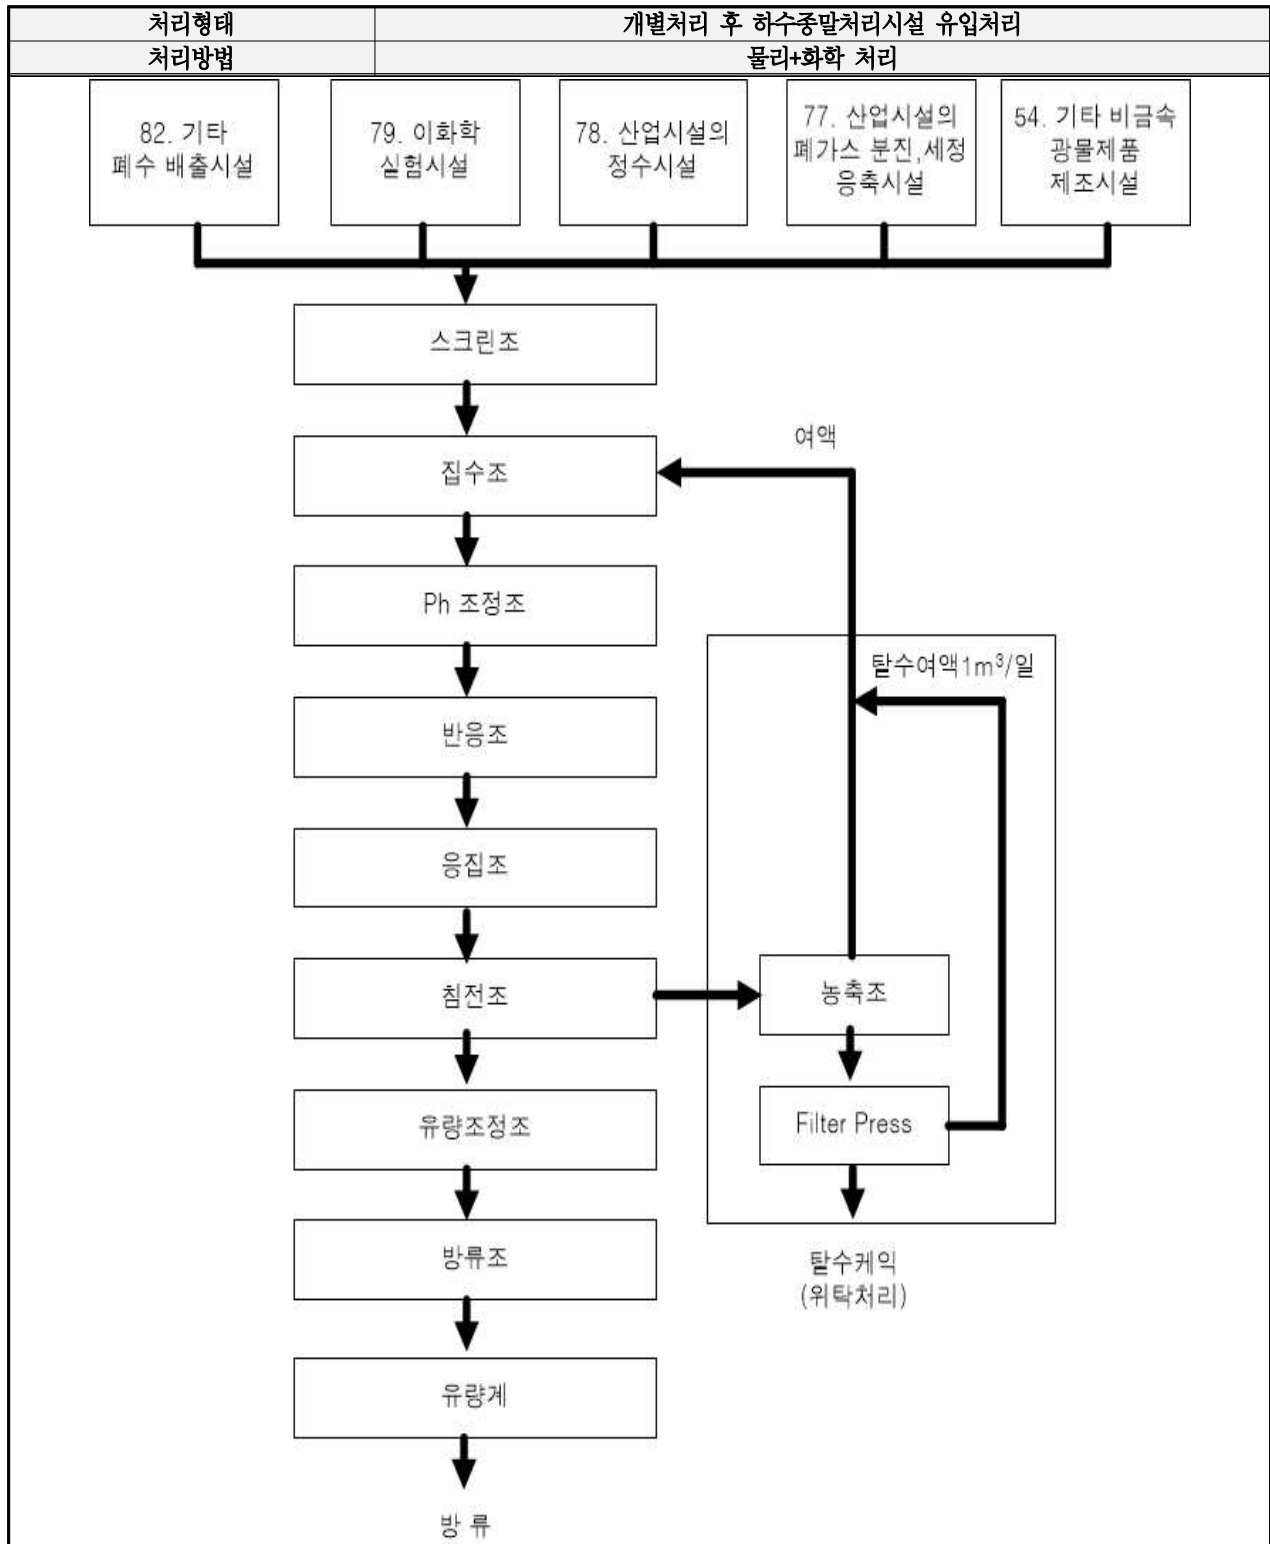 처리형태
개별처리 후 하수종말처리시설 유입처리
처리방법
물리+화학 처리
82. 기타
폐수 배출시설
79. 이화학
실험시설
78. 산업시설의
정수시설
77. 산업시설의
폐가스 분진,세정
응축시설
54. 기타 비금속
광물제품
제조시설
스크린조
여액
집수조
Ph 조정조
탈수여액1m³/일
반응조
응집조
침전조
농축조
유량조정조
Filter Press
방류조
탈수케익
(위탁처리)
유량계
방 류